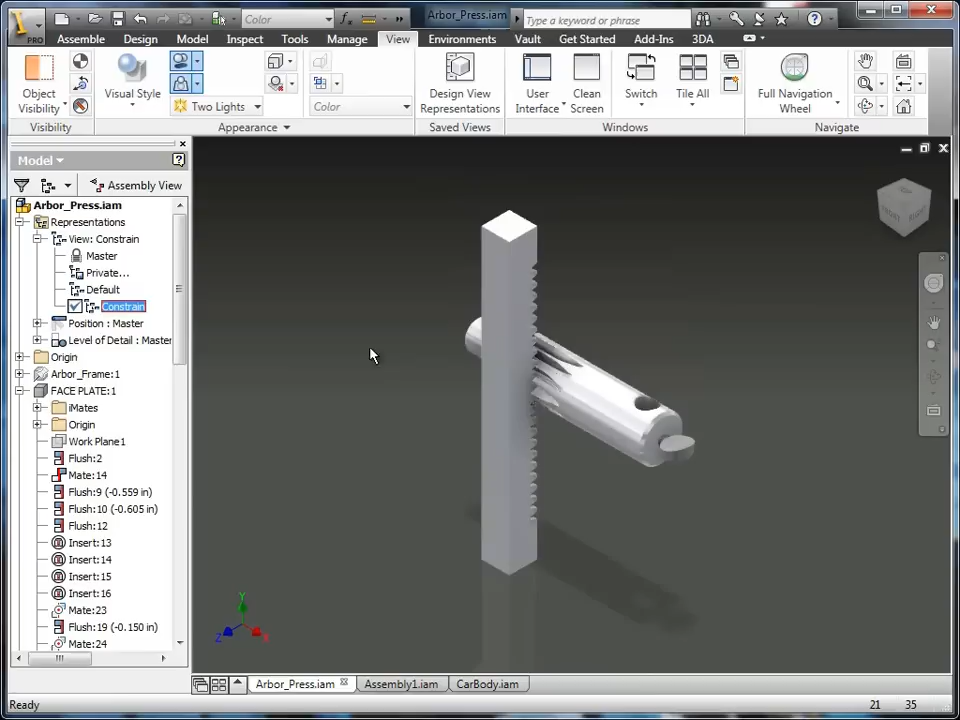 Color
Arbor_Press.iam
Type a keyword or phrase
PRO
Assemble Design Model Inspect Tools Manage View Environments Vault Get Started Add-Ins 3DA
Object Visibility
Visual Style
Two Lights
Color
Design View Representations
User Interface
Clean Screen
Switch
Tile All
Full Navigation Wheel
Visibility Appearance Saved Views Windows Navigate
Model
Assembly View
Arbor_Press.iam
Representations
View: Constrain
Master
Private...
Default
Constrain
Position : Master
Level of Detail : Master
Origin
Arbor_Frame:1
FACE PLATE:1
iMates
Origin
Work Plane1
Flush:2
Mate:14
Flush:9 (-0.559 in)
Flush:10 (-0.605 in)
Flush:12
Insert:13
Insert:14
Insert:15
Insert:16
Mate:23
Flush:19 (-0.150 in)
Mate:24
Y
Z
X
Arbor_Press.iam Assembly1.iam CarBody.iam
Ready 21 35